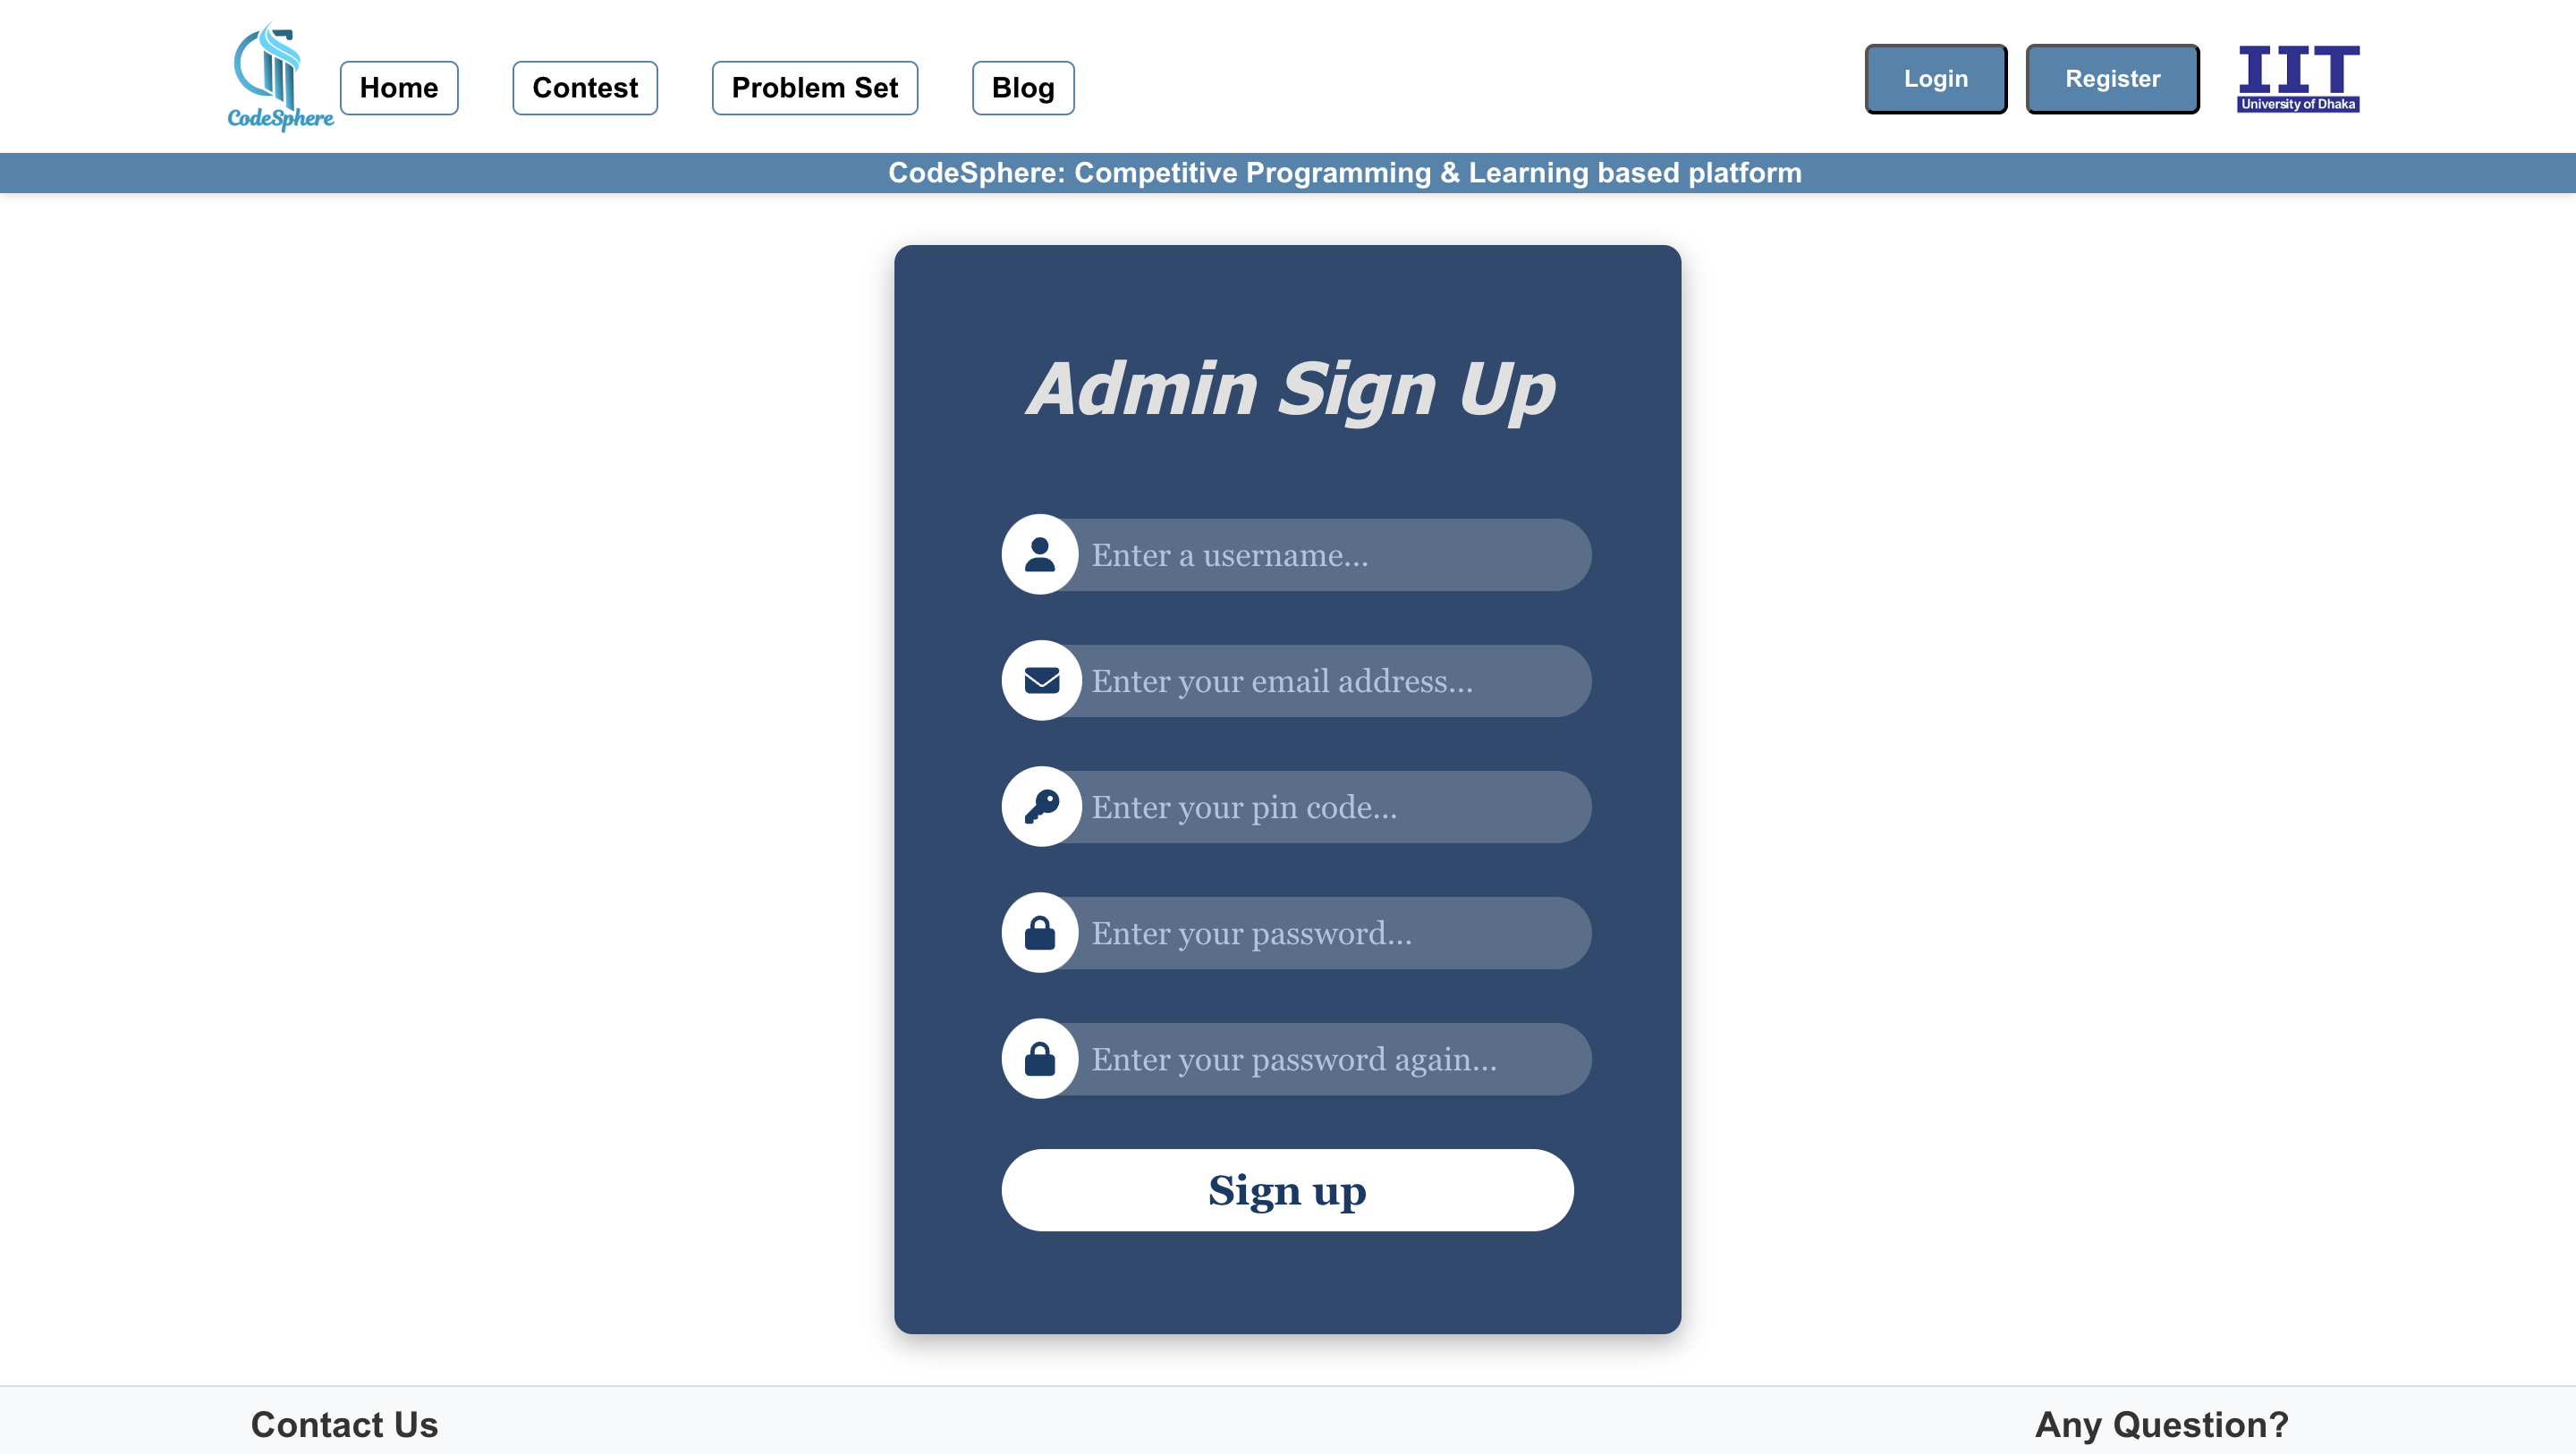 CodeSphere
Home
Contest
Problem Set
Blog
Login
Register
IIT
University of Dhaka
CodeSphere: Competitive Programming & Learning based platform
Admin Sign Up
Enter a username...
Enter your email address...
Enter your pin code...
Enter your password...
Enter your password again...
Sign up
Contact Us
Any Question?